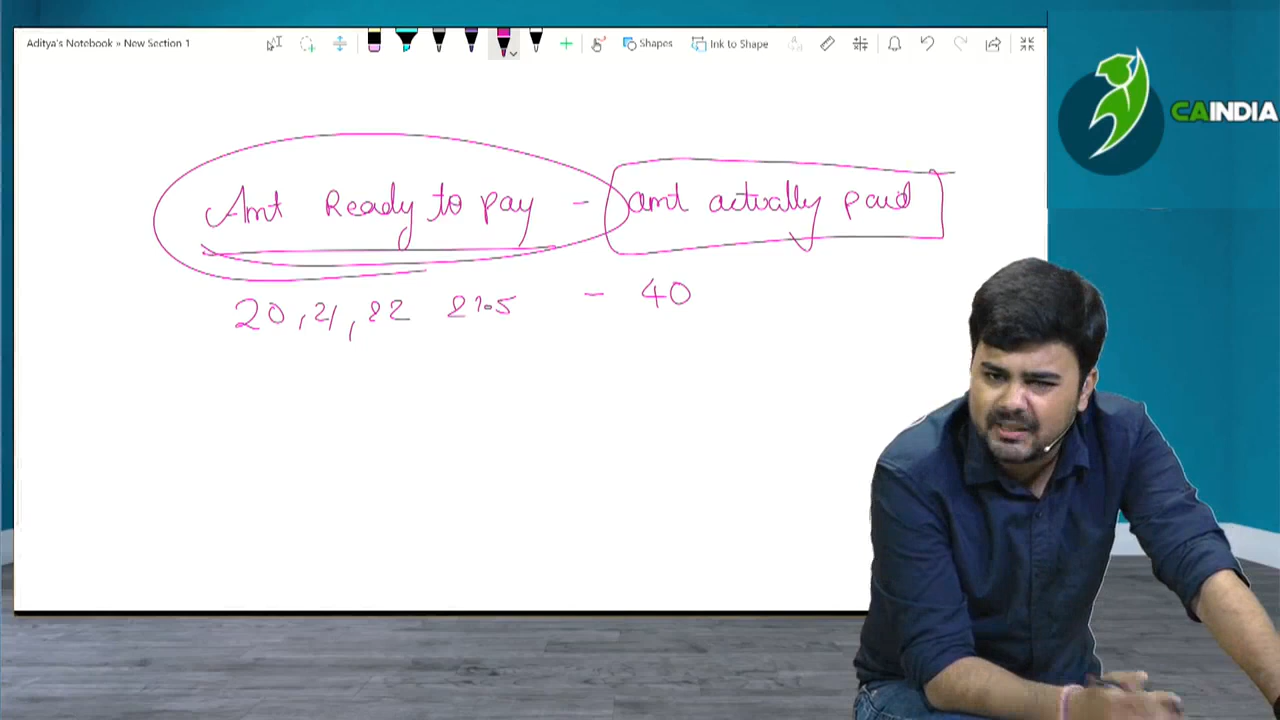 Aditya's Notebook » New Section 1
Shapes
Ink to Shape
CAINDIA
Amt Ready to pay - amt actually paid
20, 21, 22 21.5 - 40